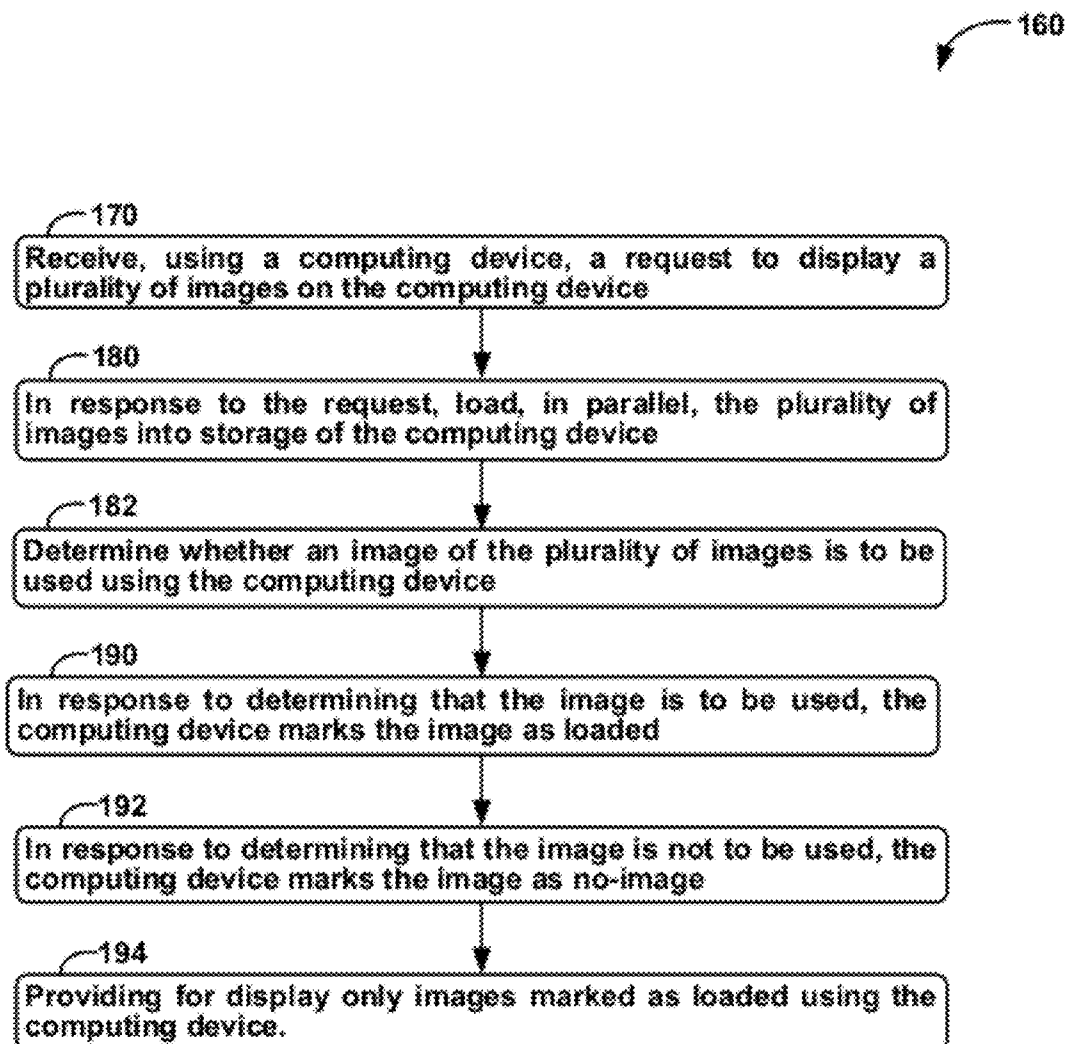 160
170
Receive, using a computing device, a request to display a
plurality of images on the computing device
180
In response to the request, load, in parallel, the plurality of
images into storage of the computing device
182
Determine whether an image of the plurality of images is to be
used using the computing device
190
In response to determining that the image is to be used, the
computing device marks the image as loaded
192
In response to determining that the image is not to be used, the
computing device marks the image as no-image
194
Providing for display only images marked as loaded using the
computing device.